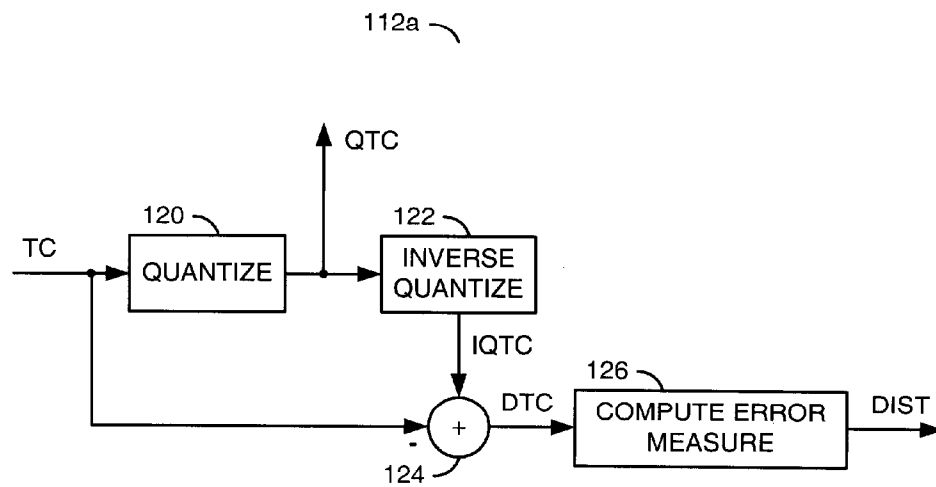 112a
QTC
120
122
TC
QUANTIZE
INVERSE
QUANTIZE
IQTC
126
DTC
COMPUTE ERROR
MEASURE
DIST
+
-
124